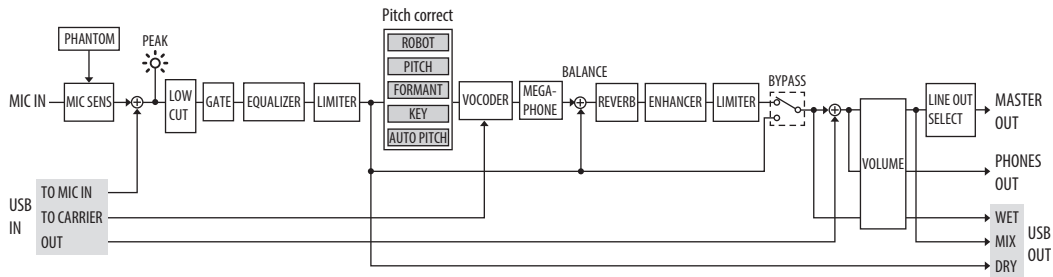 Pitch correct
PHANTOM
PEAK
ROBOT
PITCH
FORMANT
KEY
AUTO PITCH
MIC IN
MIC SENS
LOW
CUT
GATE
EQUALIZER
LIMITER
VOCODER
MEGA-
PHONE
BALANCE
REVERB
ENHANCER
LIMITER
BYPASS
VOLUME
LINE OUT
SELECT
MASTER
OUT
PHONES
OUT
USB
IN
TO MIC IN
TO CARRIER
OUT
WET
MIX
DRY
USB
OUT